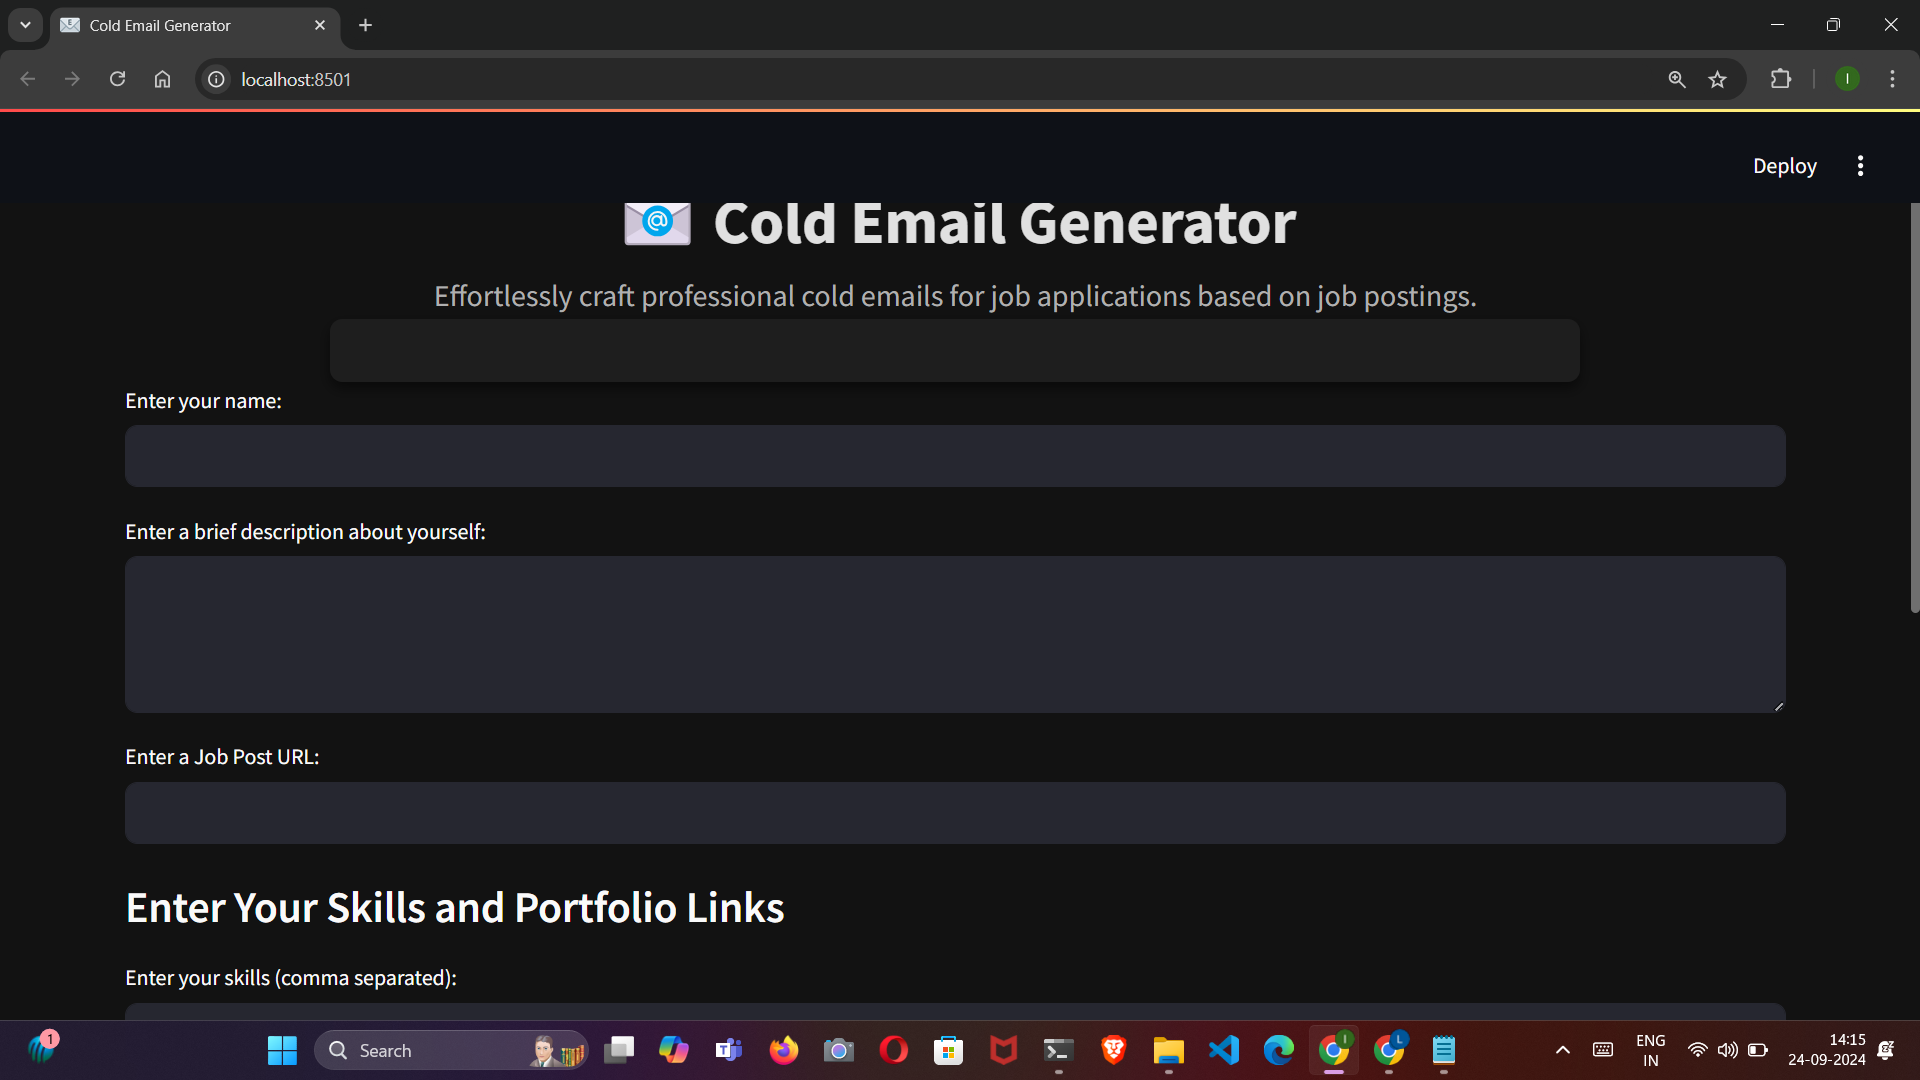 Cold Email Generator
localhost:8501
I
Deploy
Cold Email Generator
Effortlessly craft professional cold emails for job applications based on job postings.
Enter your name:
Enter a brief description about yourself:
Enter a Job Post URL:
Enter Your Skills and Portfolio Links
Enter your skills (comma separated):
1
Search
I
L
ENG
IN
14:15
24-09-2024